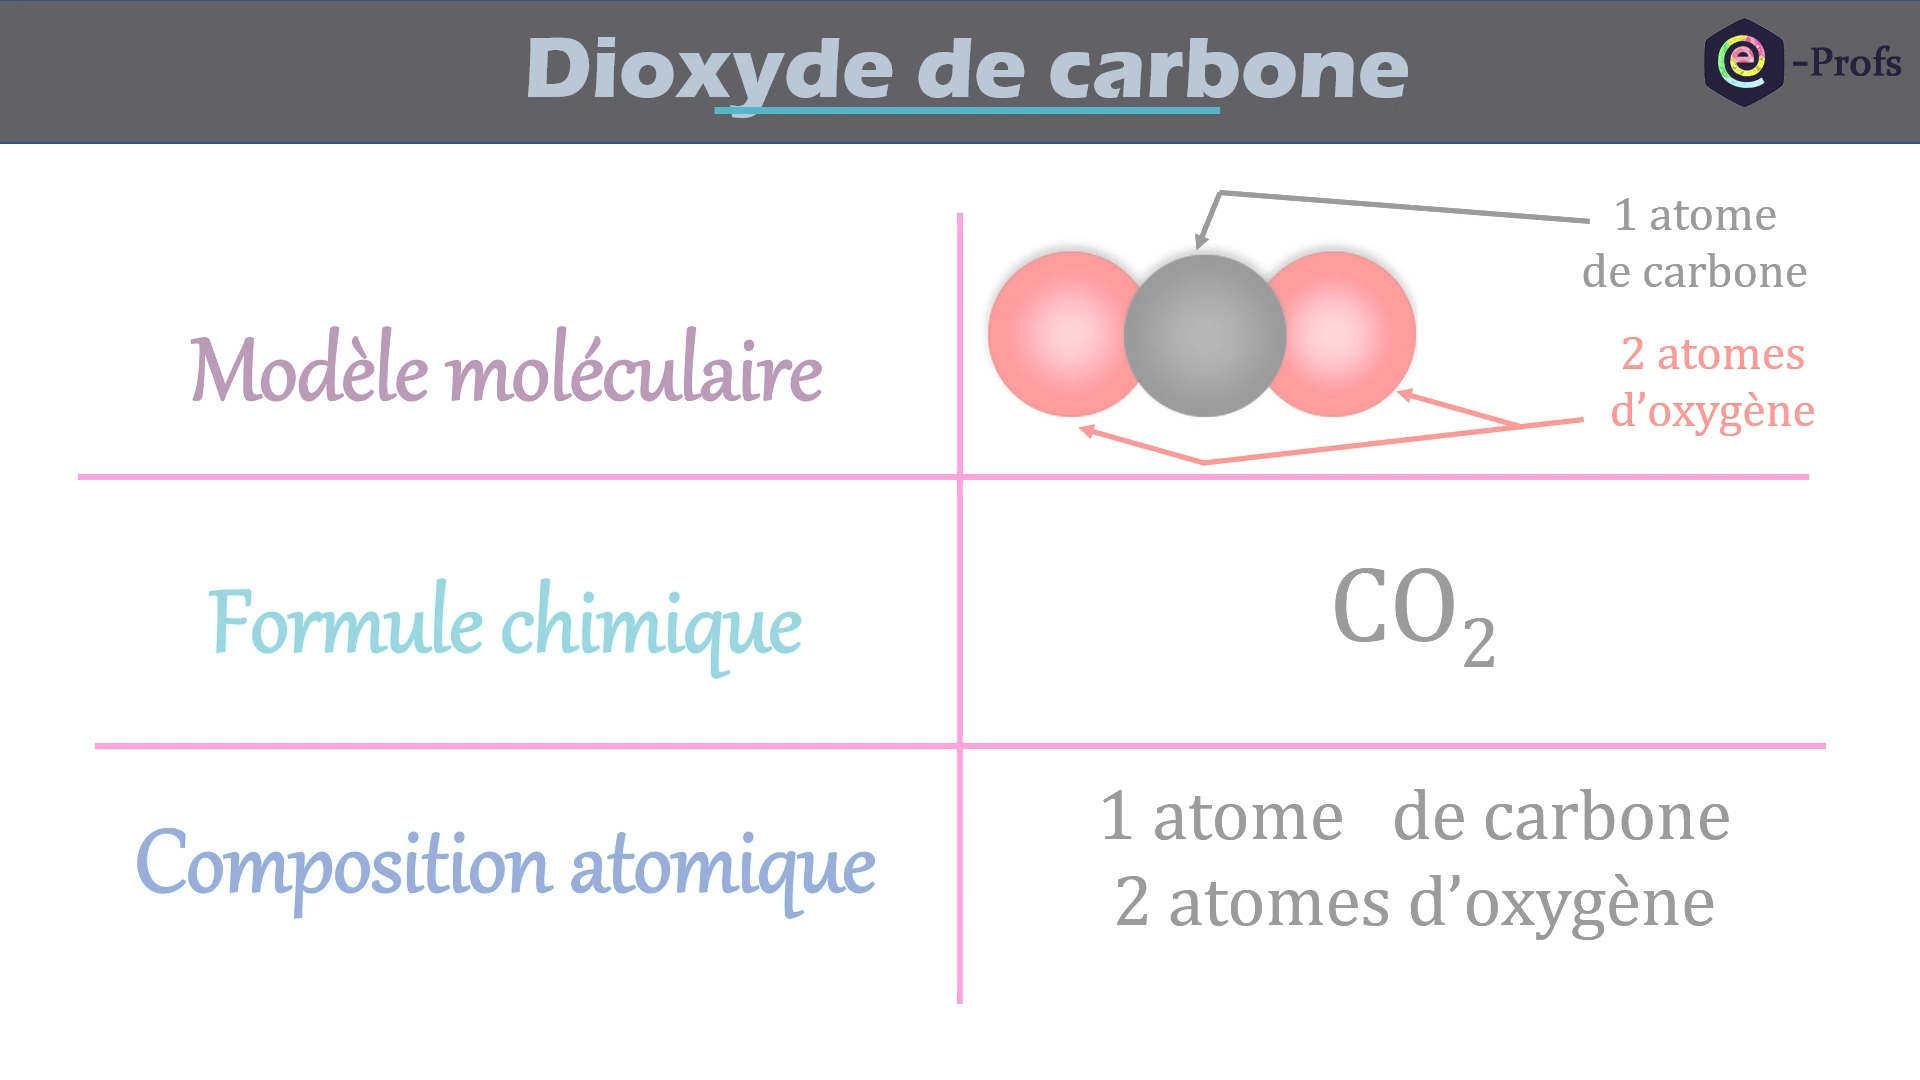 Dioxyde de carbone
e -Profs
Modèle moléculaire
1 atome
de carbone
2 atomes
d’oxygène
Formule chimique
CO₂
Composition atomique
1 atome de carbone
2 atomes d’oxygène